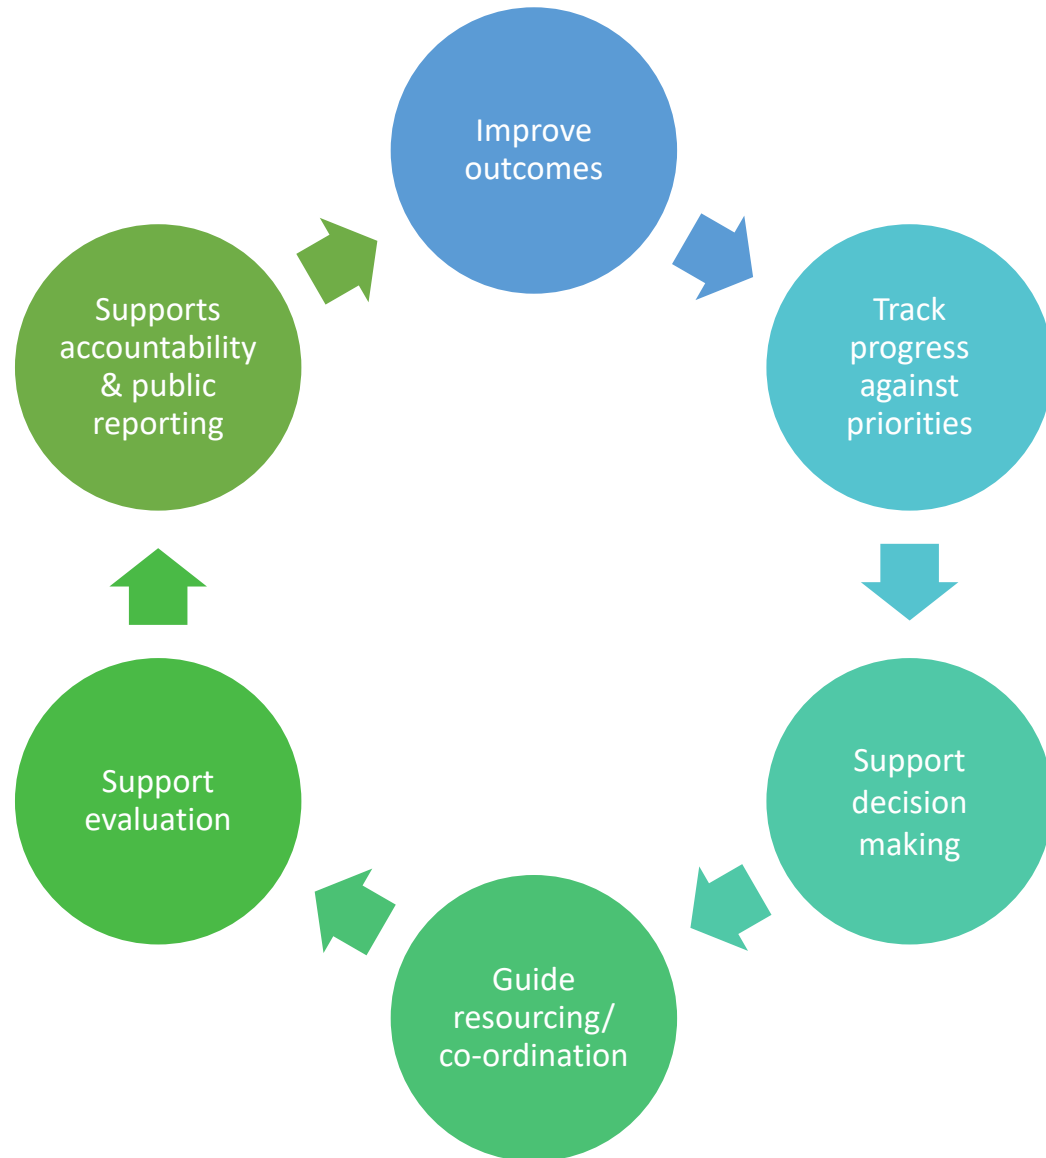 Improve
outcomes
Track
progress
against
priorities
Support
decision
making
Guide
resourcing/
co-ordination
Support
evaluation
Supports
accountability
& public
reporting